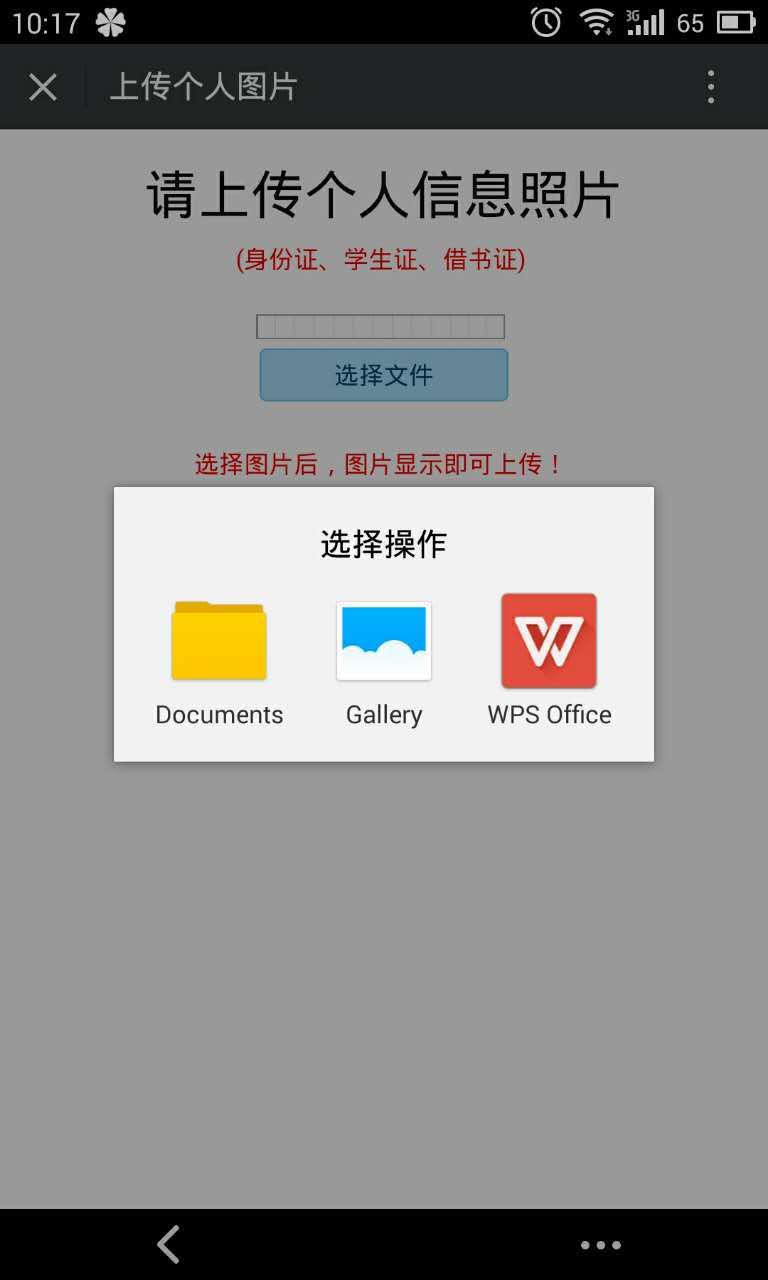 10:17
3G
65
上传个人图片
请上传个人信息照片
(身份证、学生证、借书证)
选择文件
选择图片后，图片显示即可上传！
选择操作
Documents
Gallery
WPS Office